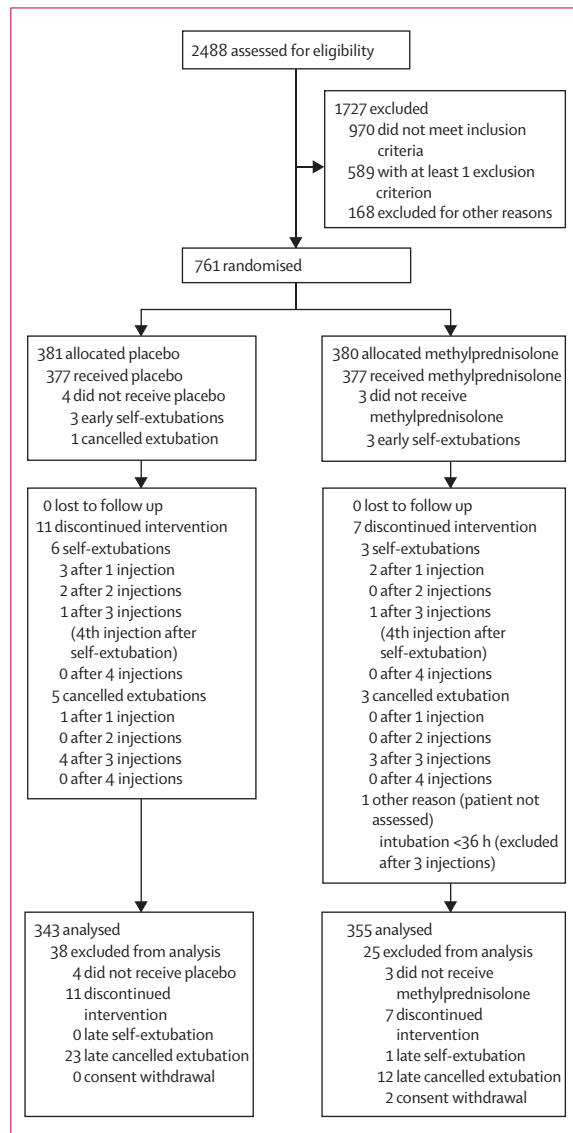 2488 assessed for eligibility
1727 excluded
970 did not meet inclusion
criteria
589 with at least 1 exclusion
criterion
168 excluded for other reasons
761 randomised
381 allocated placebo
377 received placebo
4 did not receive placebo
3 early self-extubations
1 cancelled extubation
380 allocated methylprednisolone
377 received methylprednisolone
3 did not receive
methylprednisolone
3 early self-extubations
0 lost to follow up
11 discontinued intervention
6 self-extubations
3 after 1 injection
2 after 2 injections
1 after 3 injections
(4th injection after
self-extubation)
0 after 4 injections
5 cancelled extubations
1 after 1 injection
0 after 2 injections
4 after 3 injections
0 after 4 injections
0 lost to follow up
7 discontinued intervention
3 self-extubations
2 after 1 injection
0 after 2 injections
1 after 3 injections
(4th injection after
self-extubation)
0 after 4 injections
3 cancelled extubation
0 after 1 injection
0 after 2 injections
3 after 3 injections
0 after 4 injections
1 other reason (patient not
assessed)
intubation <36 h (excluded
after 3 injections)
343 analysed
38 excluded from analysis
4 did not receive placebo
11 discontinued
intervention
0 late self-extubation
23 late cancelled extubation
0 consent withdrawal
355 analysed
25 excluded from analysis
3 did not receive
methylprednisolone
7 discontinued
intervention
1 late self-extubation
12 late cancelled extubation
2 consent withdrawal